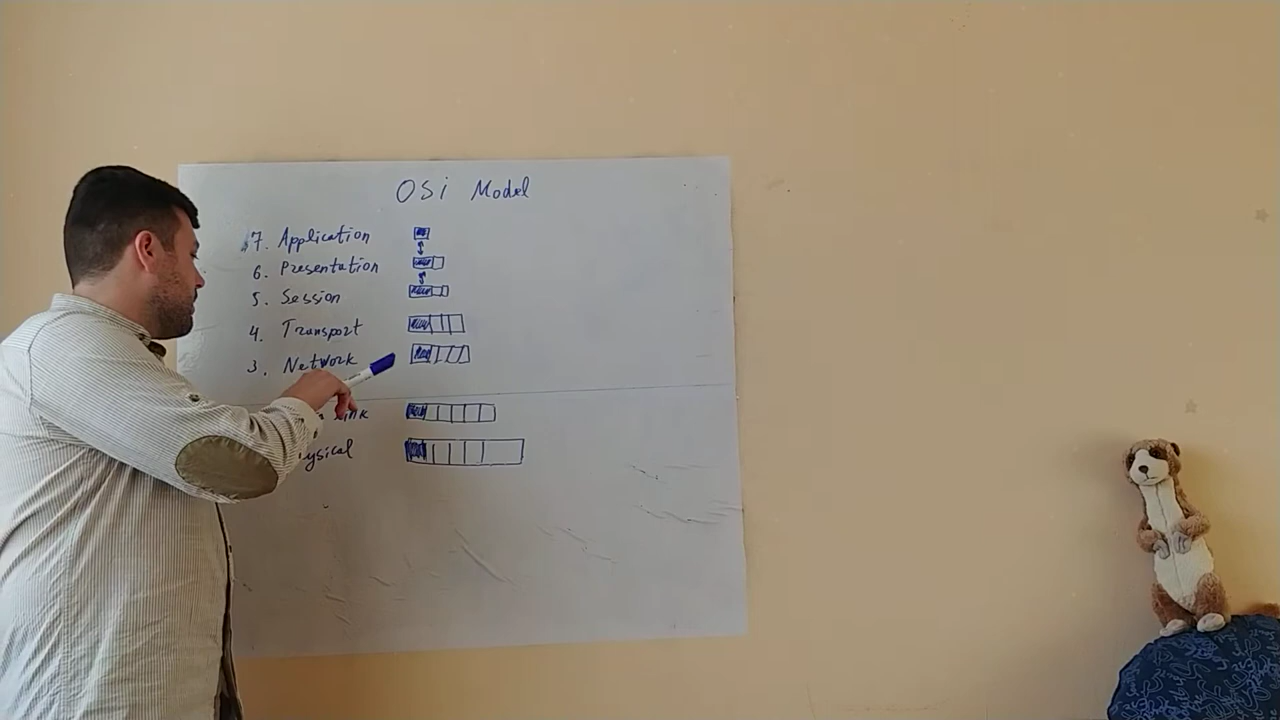 OSi Model
7. Application
6. Presentation
5. Session
4. Transport
3. Network